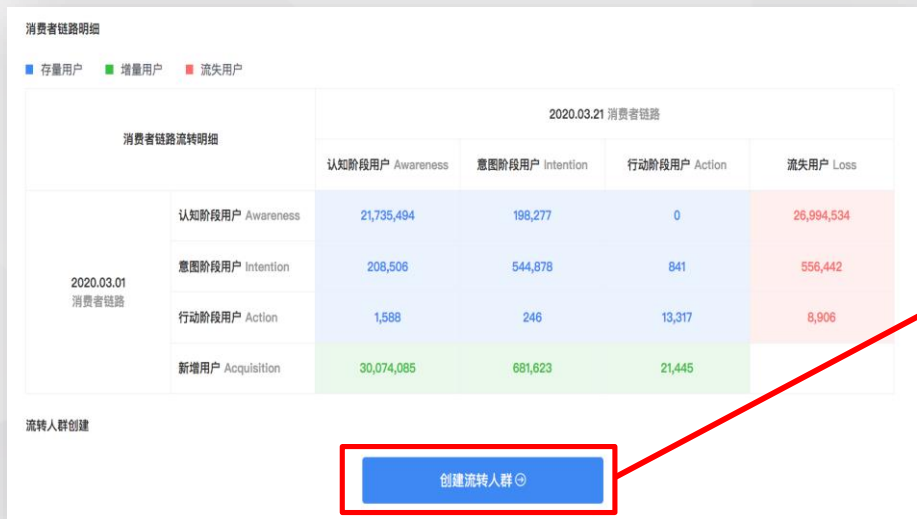 消费者链路明细
存量用户 增量用户 流失用户
消费者链路流转明细
2020.03.21 消费者链路
认知阶段用户 Awareness 意图阶段用户 Intention 行动阶段用户 Action 流失用户 Loss
2020.03.01
消费者链路
认知阶段用户 Awareness 21,735,494 198,277 0 26,994,534
意图阶段用户 Intention 208,506 544,878 841 556,442
行动阶段用户 Action 1,588 246 13,317 8,906
新增用户 Acquisition 30,074,085 681,623 21,445
流转人群创建
创建流转人群